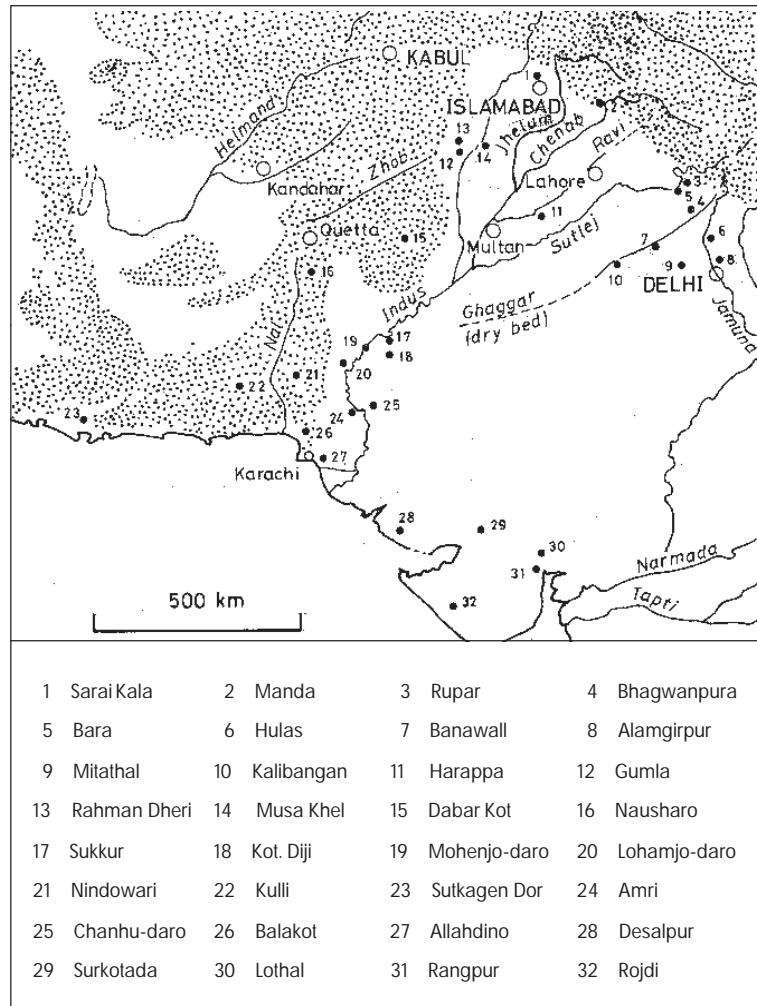 KABUL
1
ISLAMABAD
2
Helmand
13
12
14
Jhelum
Chenab
Ravi
Zhob
Kandahar
Lahore
3
5
4
11
Quetta
Multan
Sutlej
15
7
6
8
16
10
9
DELHI
Indus
Ghaggar
(dry bed)
Jamuna
Nal
19
17
18
20
21
22
25
24
23
26
27
Karachi
28
29
30
31
Narmada
Tapti
32
500 km
1 Sarai Kala 2 Manda 3 Rupar 4 Bhagwanpura
5 Bara 6 Hulas 7 Banawall 8 Alamgirpur
9 Mitathal 10 Kalibangan 11 Harappa 12 Gumla
13 Rahman Dheri 14 Musa Khel 15 Dabar Kot 16 Nausharo
17 Sukkur 18 Kot. Diji 19 Mohenjo-daro 20 Lohamjo-daro
21 Nindowari 22 Kulli 23 Sutkagen Dor 24 Amri
25 Chanhu-daro 26 Balakot 27 Allahdino 28 Desalpur
29 Surkotada 30 Lothal 31 Rangpur 32 Rojdi